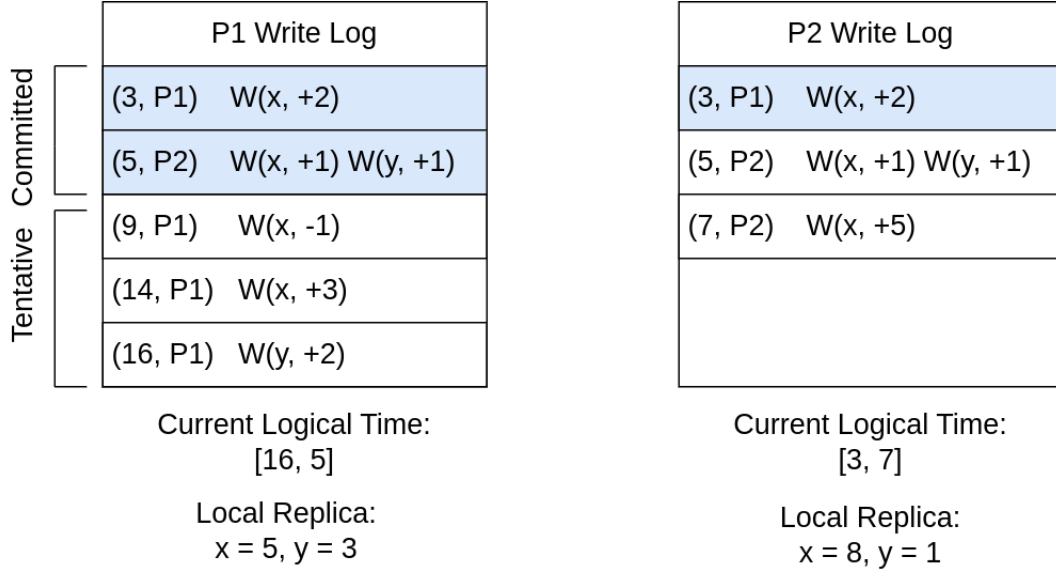 P1 Write Log
Committed
(3, P1) W(x, +2)
(5, P2) W(x, +1) W(y, +1)
Tentative
(9, P1) W(x, -1)
(14, P1) W(x, +3)
(16, P1) W(y, +2)
Current Logical Time:
[16, 5]
Local Replica:
x = 5, y = 3
P2 Write Log
(3, P1) W(x, +2)
(5, P2) W(x, +1) W(y, +1)
(7, P2) W(x, +5)
Current Logical Time:
[3, 7]
Local Replica:
x = 8, y = 1